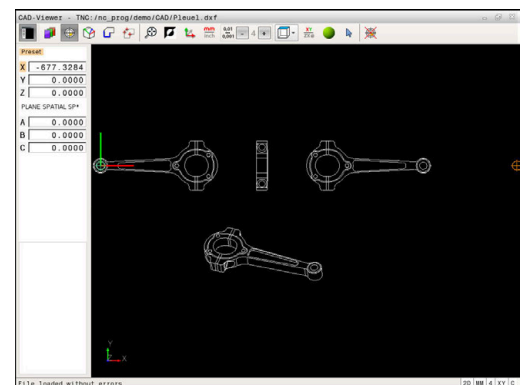 CAD-Viewer - TNC:/nc_prog/demo/CAD/Pleuel.dxf
mm
inch
0,01
0,001
4
XY
Preset
X -677.3284
Y 0.0000
Z 0.0000
PLANE SPATIAL SP*
A 0.0000
B 0.0000
C 0.0000
Y
Z X
File loaded without errors
2D MM 4 XY C